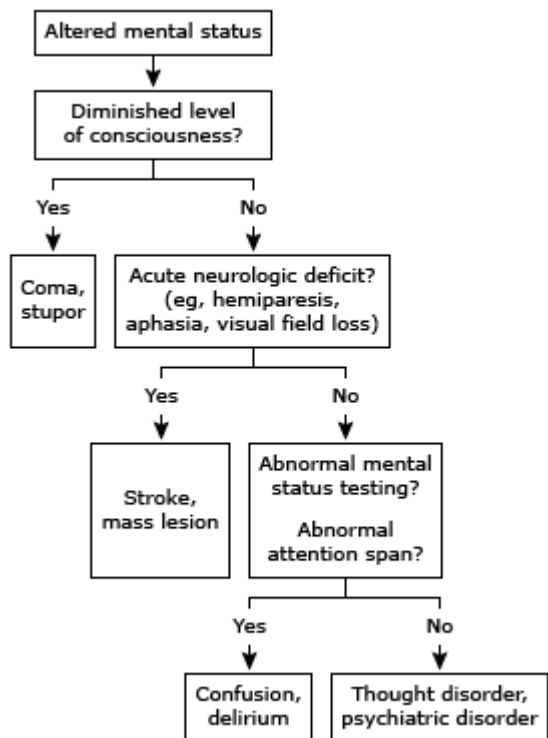 Altered mental status
Diminished level
of consciousness?
Yes
No
Coma,
stupor
Acute neurologic deficit?
(eg, hemiparesis,
aphasia, visual field loss)
Yes
No
Stroke,
mass lesion
Abnormal mental
status testing?
Abnormal
attention span?
Yes
No
Confusion,
delirium
Thought disorder,
psychiatric disorder